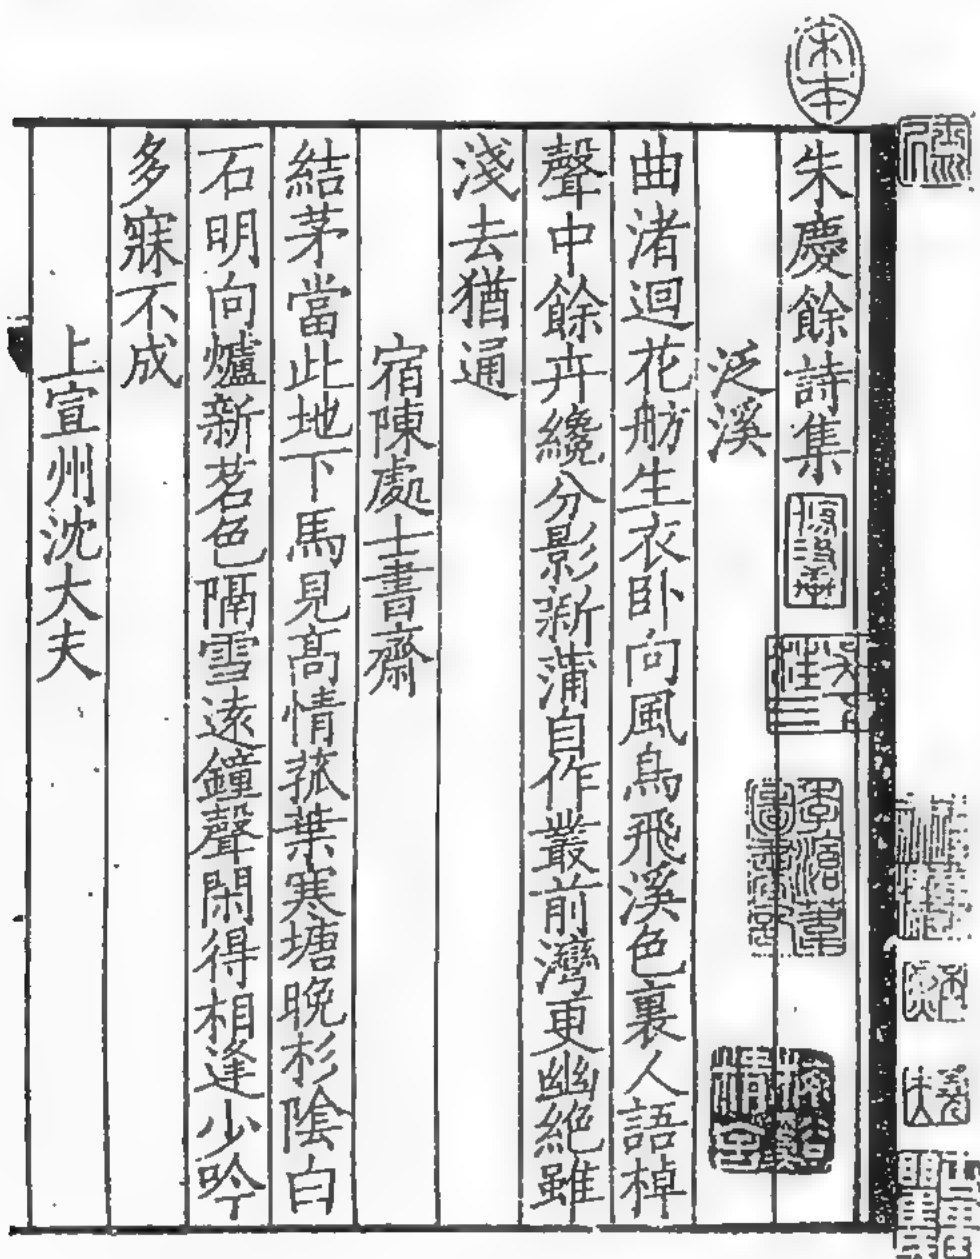 朱慶餘詩集
泛溪
曲渚迴花舫生衣卧向風鳥飛溪色裏人語棹
聲中餘卉纔分影新蒲自作叢前灣更幽絕雖
淺去猶通
宿陳處士書齋
結茅當此地下馬見高情菰葉寒塘晚杉陰白
石明向爐新茗色隔雪遠鐘聲閑得相逢少吟
多寐不成
上宣州沈大夫
宋本